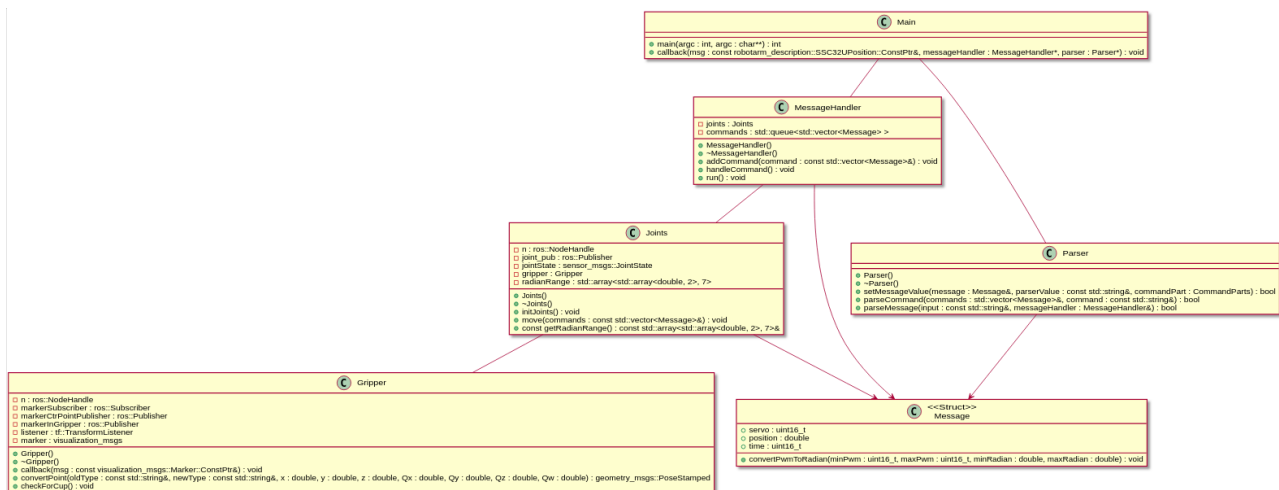 C Main
main(argc : int, argc : char**) : int
callback(msg : const robotarm_description::SSC32UPosition::ConstPtr&, messageHandler : MessageHandler*, parser : Parser*) : void
C MessageHandler
joints : Joints
commands : std::queue<std::vector<Message> >
MessageHandler()
~MessageHandler()
addCommand(command : const std::vector<Message>&) : void
handleCommand() : void
run() : void
C Joints
n : ros::NodeHandle
joint_pub : ros::Publisher
jointState : sensor_msgs::JointState
gripper : Gripper
radianRange : std::array<std::array<double, 2>, 7>
Joints()
~Joints()
initJoints() : void
move(commands : const std::vector<Message>&) : void
const getRadianRange() : const std::array<std::array<double, 2>, 7>&
C Parser
Parser()
~Parser()
setMessageValue(message : Message&, parserValue : const std::string&, commandPart : CommandParts) : bool
parseCommand(commands : std::vector<Message>&, command : const std::string&) : bool
parseMessage(input : const std::string&, messageHandler : MessageHandler&) : bool
C Gripper
n : ros::NodeHandle
markerSubscriber : ros::Subscriber
markerCtrPointPublisher : ros::Publisher
markerInGripper : ros::Publisher
listener : tf::TransformListener
marker : visualization_msgs
Gripper()
~Gripper()
callback(msg : const visualization_msgs::Marker::ConstPtr&) : void
convertPoint(oldType : const std::string&, newType : const std::string&, x : double, y : double, z : double, Qx : double, Qy : double, Qz : double, Qw : double) : geometry_msgs::PoseStamped
checkForCup() : void
C <<Struct>>
Message
servo : uint16_t
position : double
time : uint16_t
convertPwmToRadian(minPwm : uint16_t, maxPwm : uint16_t, minRadian : double, maxRadian : double) : void